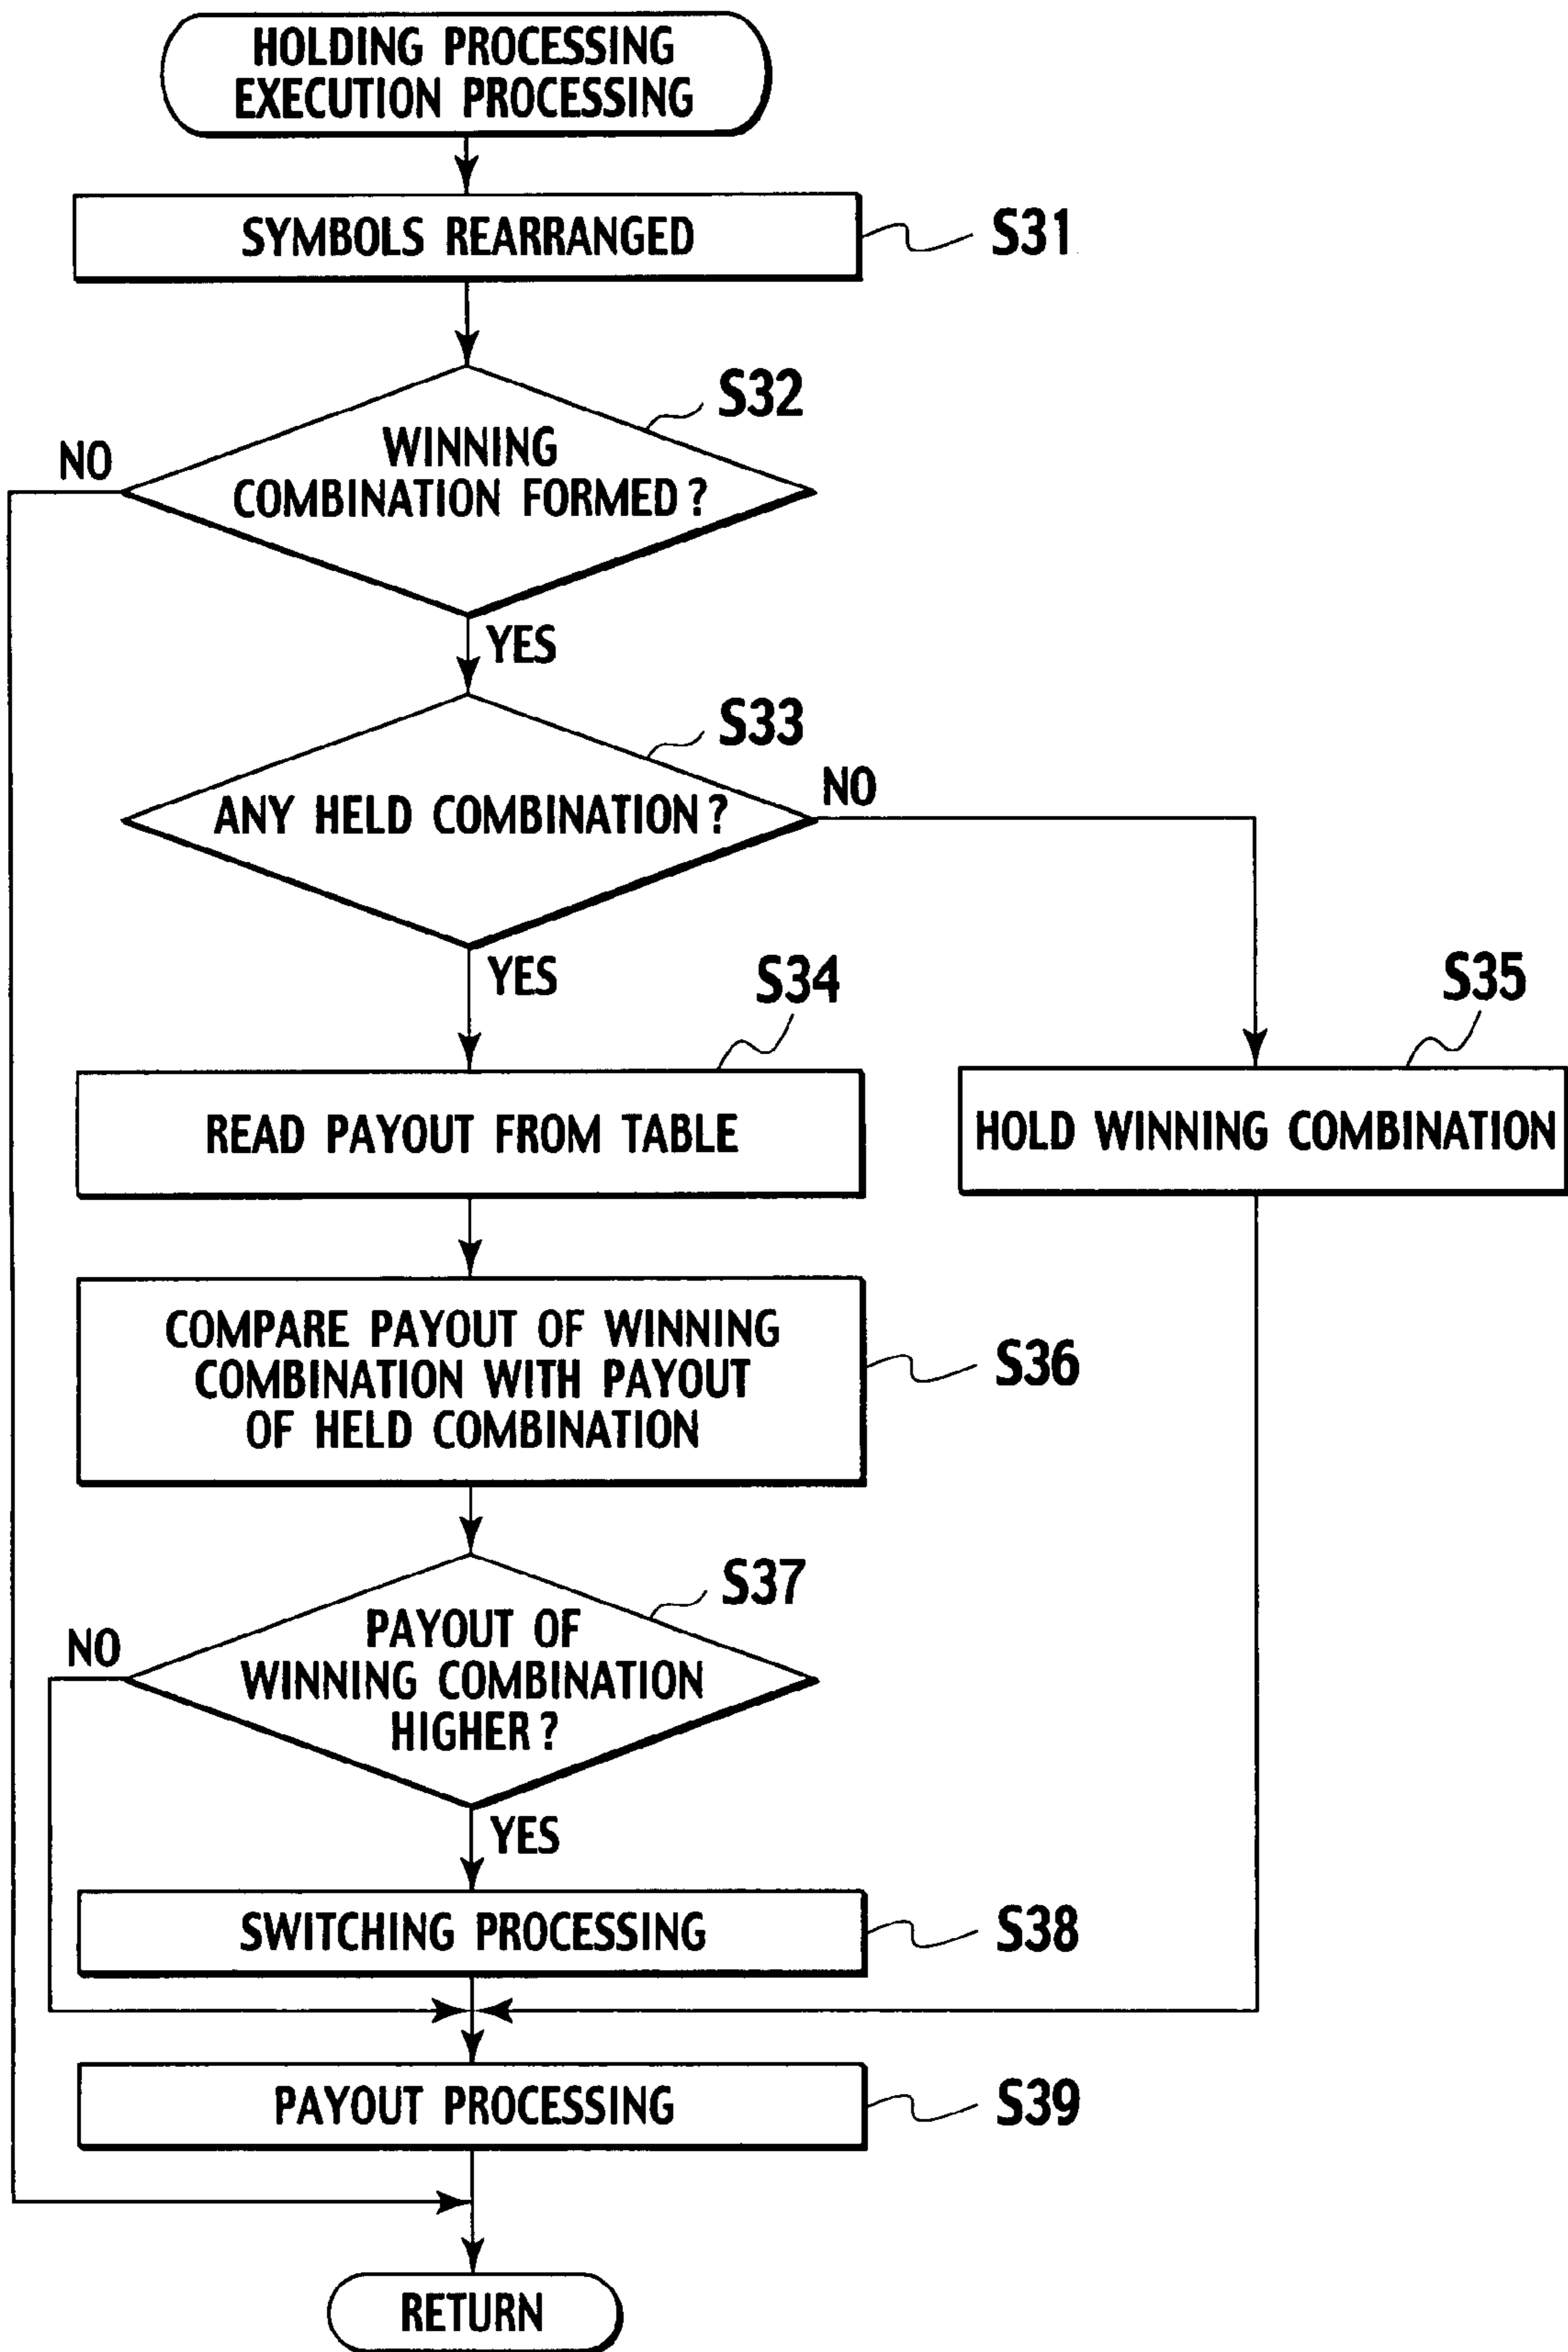 HOLDING PROCESSING
EXECUTION PROCESSING
SYMBOLS REARRANGED
S31
S32
WINNING
COMBINATION FORMED ?
NO
YES
S33
ANY HELD COMBINATION ?
NO
YES
S34
READ PAYOUT FROM TABLE
S35
HOLD WINNING COMBINATION
COMPARE PAYOUT OF WINNING
COMBINATION WITH PAYOUT
OF HELD COMBINATION
S36
S37
PAYOUT OF
WINNING COMBINATION
HIGHER ?
NO
YES
SWITCHING PROCESSING
S38
PAYOUT PROCESSING
S39
RETURN